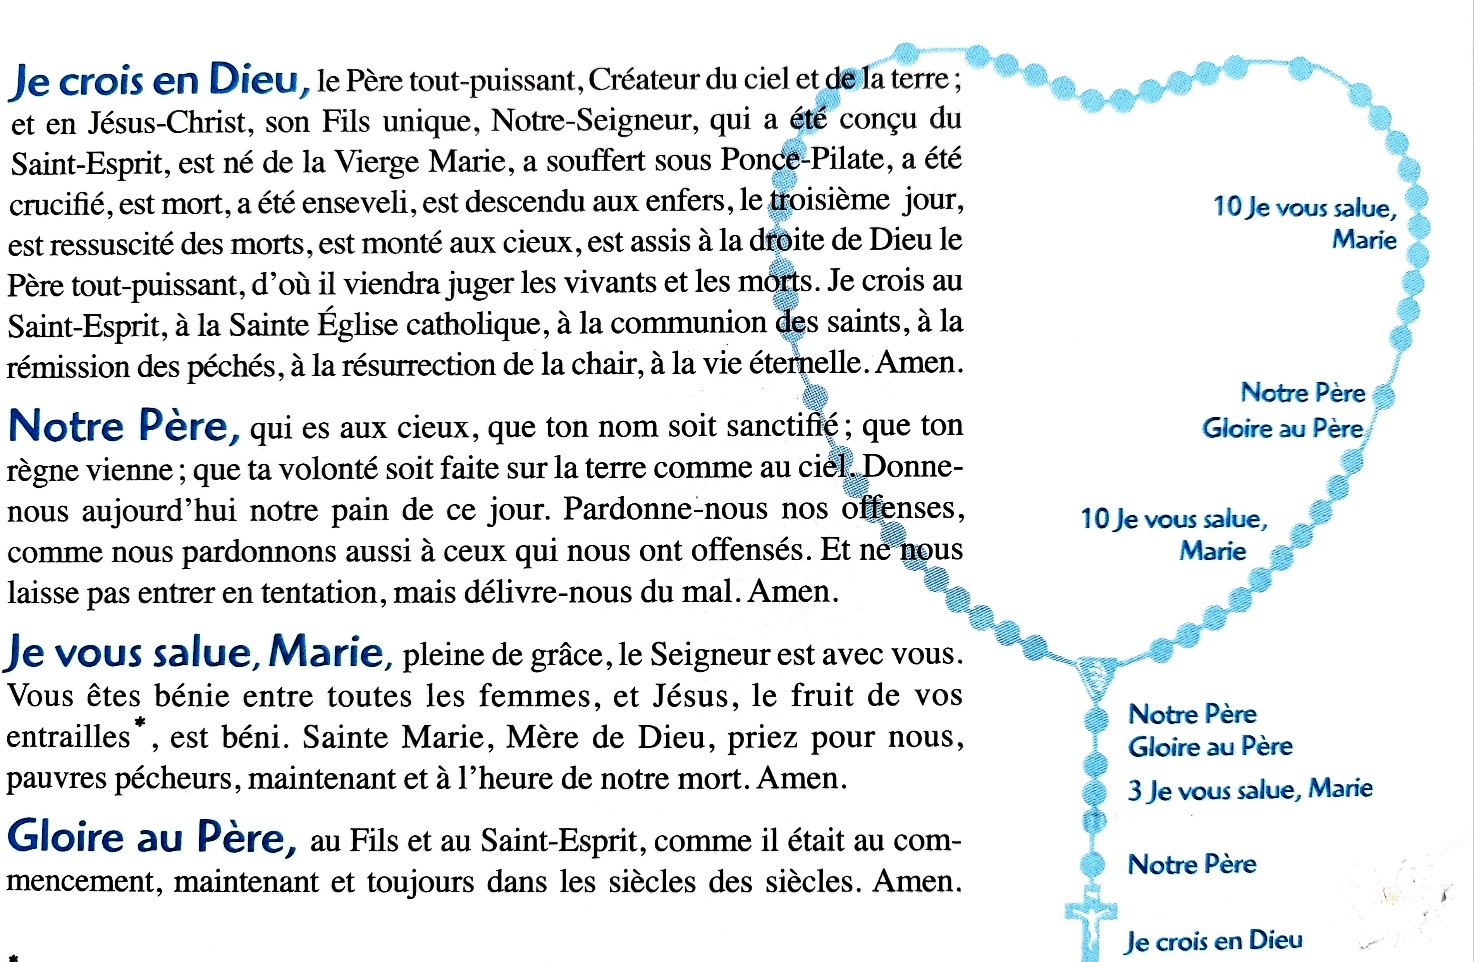 Je crois en Dieu, le Père tout-puissant, Créateur du ciel et de la terre ;
et en Jésus-Christ, son Fils unique, Notre-Seigneur, qui a été conçu du
Saint-Esprit, est né de la Vierge Marie, a souffert sous Ponce-Pilate, a été
crucifié, est mort, a été enseveli, est descendu aux enfers, le troisième jour,
est ressuscité des morts, est monté aux cieux, est assis à la droite de Dieu le
Père tout-puissant, d'où il viendra juger les vivants et les morts. Je crois au
Saint-Esprit, à la Sainte Église catholique, à la communion des saints, à la
rémission des péchés, à la résurrection de la chair, à la vie éternelle. Amen.
Notre Père, qui es aux cieux, que ton nom soit sanctifié ; que ton
règne vienne ; que ta volonté soit faite sur la terre comme au ciel. Donne-
nous aujourd'hui notre pain de ce jour. Pardonne-nous nos offenses,
comme nous pardonnons aussi à ceux qui nous ont offensés. Et ne nous
laisse pas entrer en tentation, mais délivre-nous du mal. Amen.
Je vous salue, Marie, pleine de grâce, le Seigneur est avec vous.
Vous êtes bénie entre toutes les femmes, et Jésus, le fruit de vos
entrailles*, est béni. Sainte Marie, Mère de Dieu, priez pour nous,
pauvres pécheurs, maintenant et à l'heure de notre mort. Amen.
Gloire au Père, au Fils et au Saint-Esprit, comme il était au com-
mencement, maintenant et toujours dans les siècles des siècles. Amen.
*
10 Je vous salue,
Marie
Notre Père
Gloire au Père
10 Je vous salue,
Marie
Notre Père
Gloire au Père
3 Je vous salue, Marie
Notre Père
Je crois en Dieu